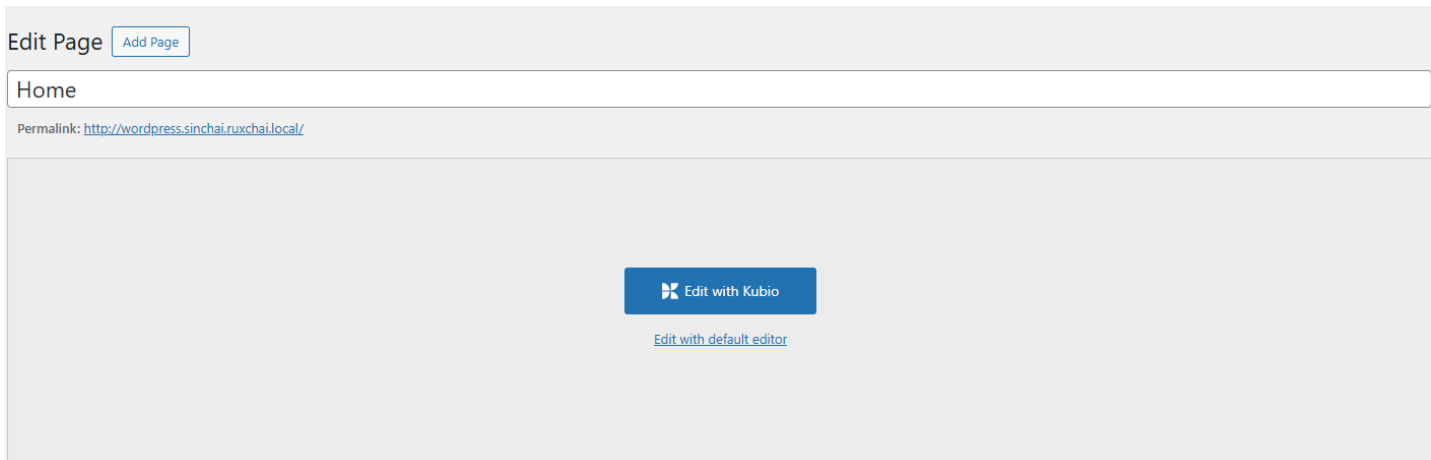 Edit Page Add Page
Home
Permalink: http://wordpress.sinchai.ruxchai.local/
Edit with Kubio
Edit with default editor